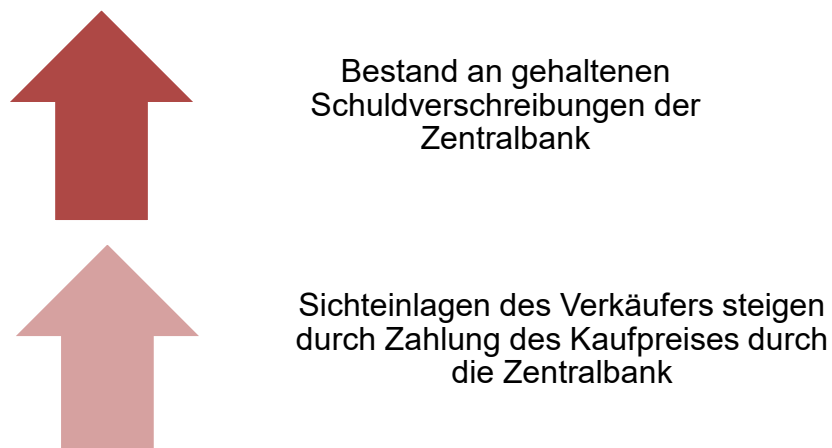 Bestand an gehaltenen
Schuldverschreibungen der
Zentralbank
Sichteinlagen des Verkäufers steigen
durch Zahlung des Kaufpreises durch
die Zentralbank